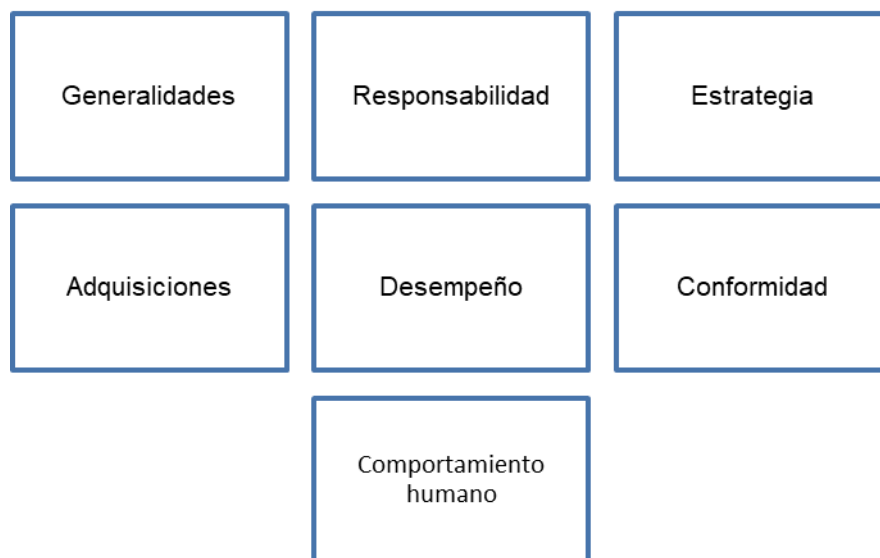 Generalidades
Responsabilidad
Estrategia
Adquisiciones
Desempeño
Conformidad
Comportamiento
humano